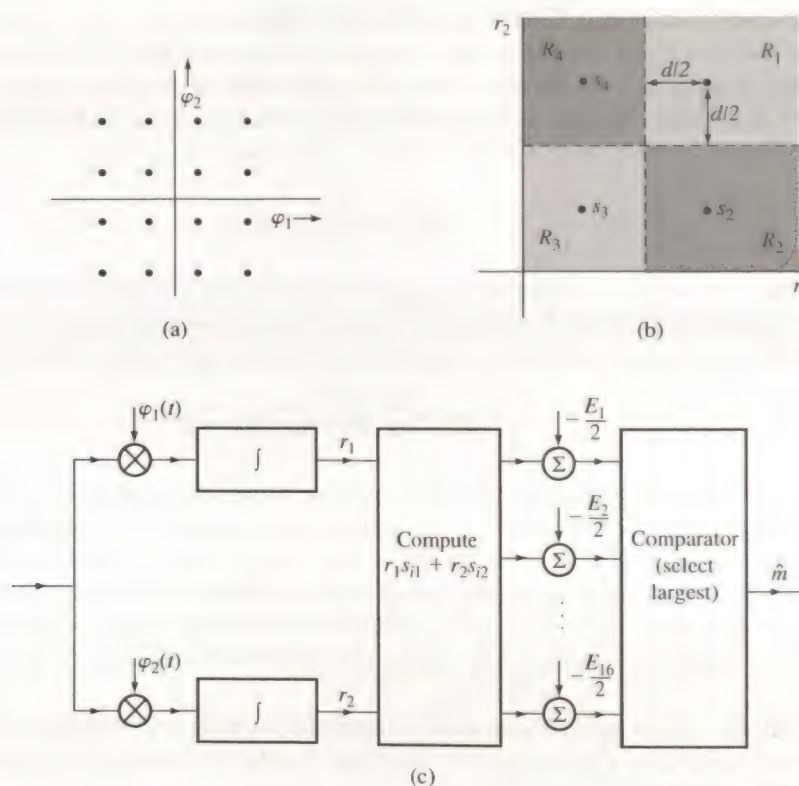 φ₂
φ₁
(a)
r₂
R₄
s₄
d/2
R₁
d/2
R₃
s₃
s₂
R₂
r
(b)
φ₁(t)
∫
r₁
φ₂(t)
∫
r₂
Compute
r₁sᵢ₁ + r₂sᵢ₂
− E₁/2
Σ
− E₂/2
Σ
⋮
− E₁₆/2
Σ
Comparator
(select
largest)
m̂
(c)